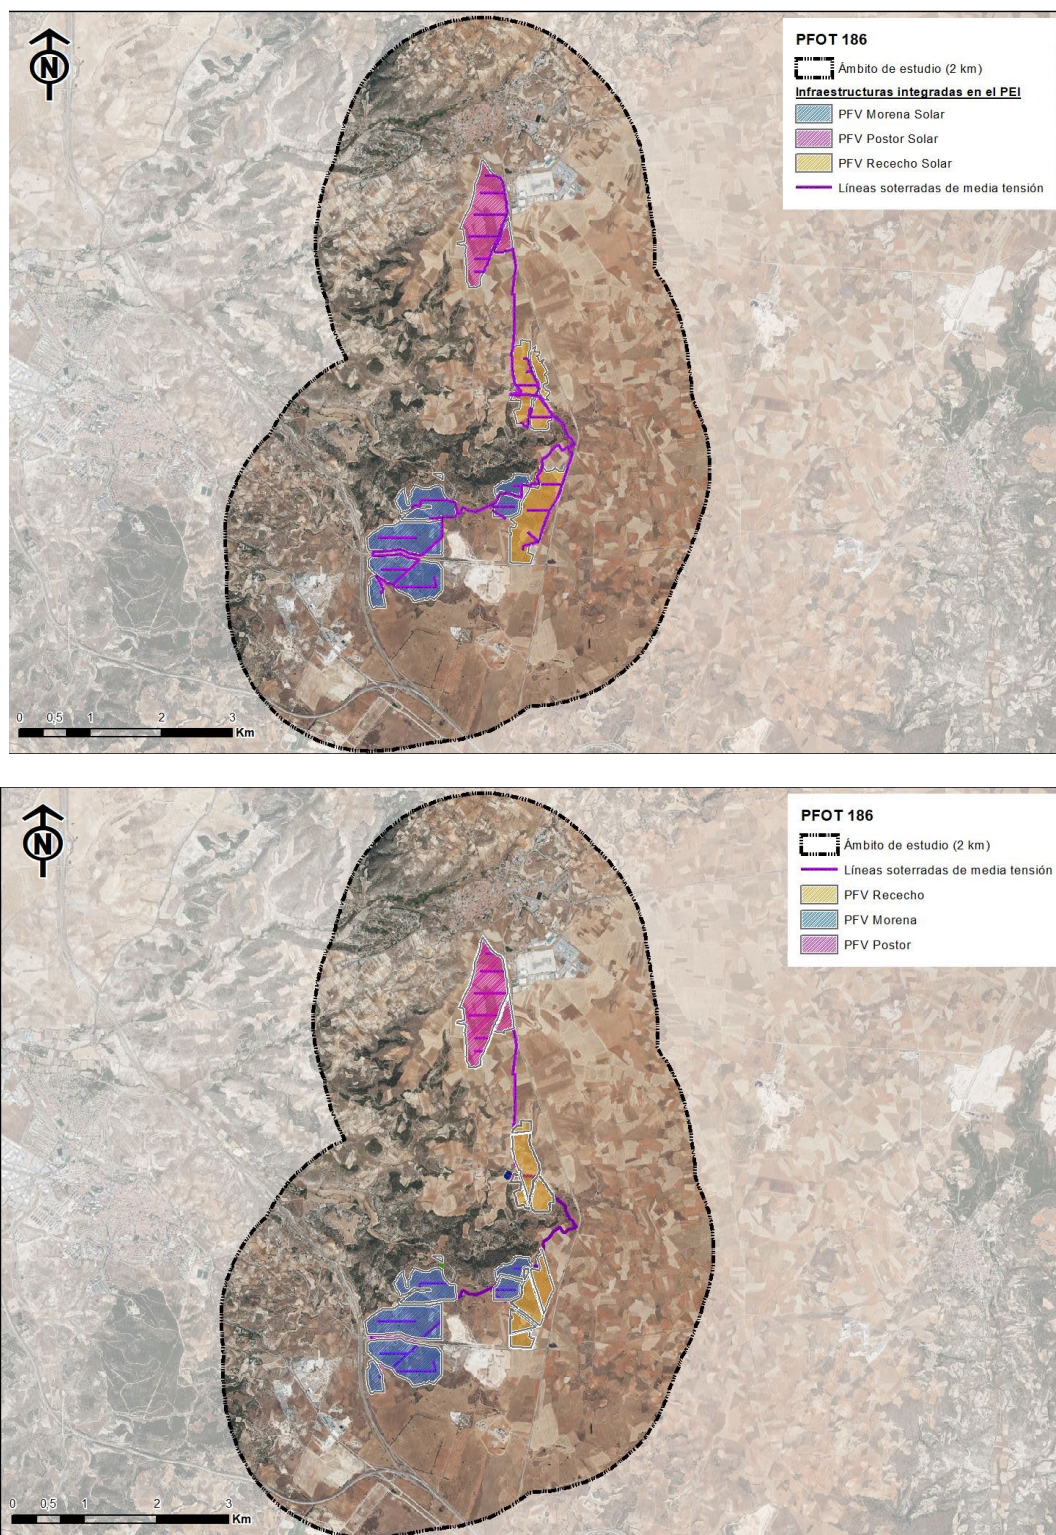 N
PFOT 186
Ámbito de estudio (2 km)
Infraestructuras integradas en el PEI
PFV Morena Solar
PFV Postor Solar
PFV Rececho Solar
Líneas soterradas de media tensión
0 0,5 1 2 3
Km
N
PFOT 186
Ámbito de estudio (2 km)
Líneas soterradas de media tensión
PFV Rececho
PFV Morena
PFV Postor
0 0,5 1 2 3
Km